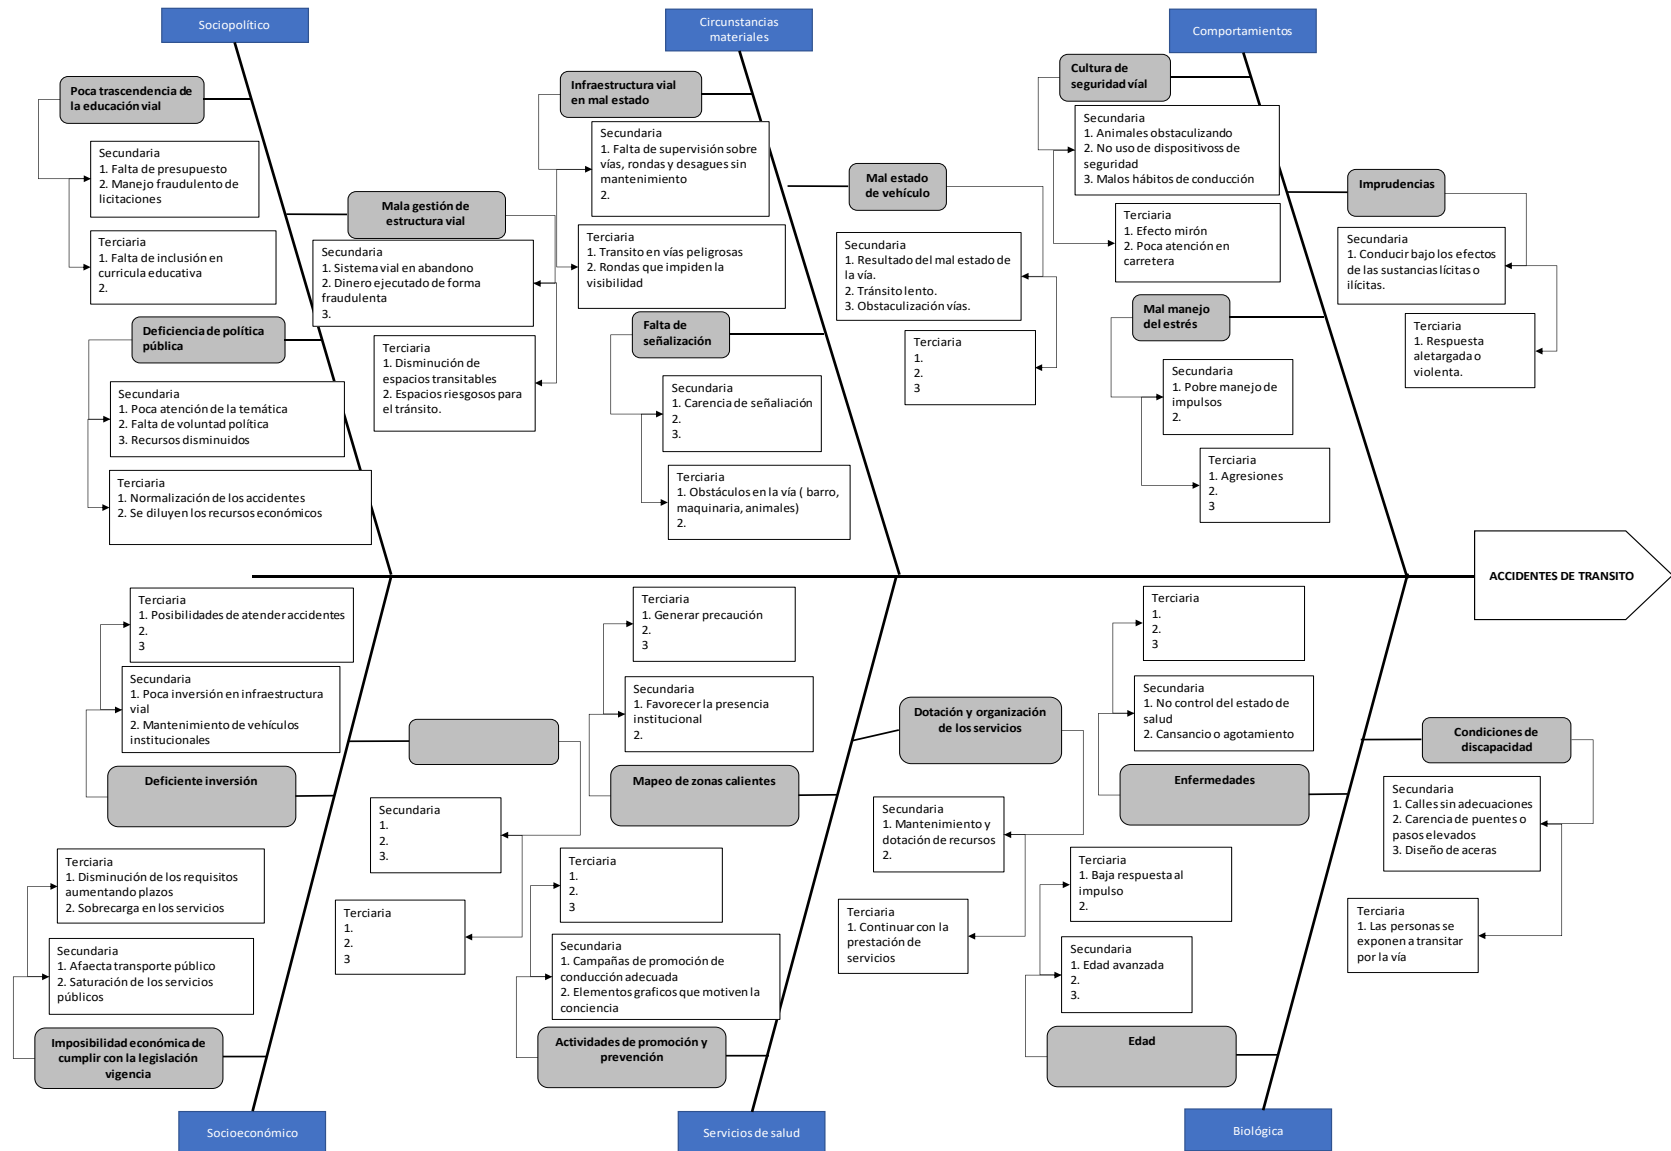 Sociopolítico
Circunstancias
materiales
Comportamientos
Poca trascendencia de
la educación vial
Secundaria
1. Falta de presupuesto
2. Manejo fraudulento de
licitaciones
Terciaria
1. Falta de inclusión en
curricula educativa
2.
Mala gestión de
estructura vial
Secundaria
1. Sistema vial en abandono
2. Dinero ejecutado de forma
fraudulenta
3.
Terciaria
1. Disminución de
espacios transitables
2. Espacios riesgosos para
el tránsito.
Deficiencia de política
pública
Secundaria
1. Poca atención de la temática
2. Falta de voluntad política
3. Recursos disminuidos
Terciaria
1. Normalización de los accidentes
2. Se diluyen los recursos económicos
Infraestructura vial
en mal estado
Secundaria
1. Falta de supervisión sobre
vías, rondas y desagues sin
mantenimiento
2.
Terciaria
1. Transito en vías peligrosas
2. Rondas que impiden la
visibilidad
Mal estado
de vehículo
Secundaria
1. Resultado del mal estado de
la vía.
2. Tránsito lento.
3. Obstaculización vías.
Terciaria
1.
2.
3
Falta de
señalización
Secundaria
1. Carencia de señaliación
2.
3.
Terciaria
1. Obstáculos en la vía ( barro,
maquinaria, animales)
2.
Cultura de
seguridad víal
Secundaria
1. Animales obstaculizando
2. No uso de dispositivoss de
seguridad
3. Malos hábitos de conducción
Terciaria
1. Efecto mirón
2. Poca atención en
carretera
Imprudencias
Secundaria
1. Conducir bajo los efectos
de las sustancias lícitas o
ilícitas.
Terciaria
1. Respuesta
aletargada o
violenta.
Mal manejo
del estrés
Secundaria
1. Pobre manejo de
impulsos
2.
Terciaria
1. Agresiones
2.
3
ACCIDENTES DE TRANSITO
Terciaria
1. Posibilidades de atender accidentes
2.
3
Secundaria
1. Poca inversión en infraestructura
vial
2. Mantenimiento de vehículos
institucionales
Deficiente inversión
Secundaria
1.
2.
3.
Terciaria
1.
2.
3
Terciaria
1. Disminución de los requisitos
aumentando plazos
2. Sobrecarga en los servicios
Secundaria
1. Afaecta transporte público
2. Saturación de los servicios
públicos
Imposibilidad económica de
cumplir con la legislación
vigencia
Terciaria
1. Generar precaución
2.
3
Secundaria
1. Favorecer la presencia
institucional
2.
Mapeo de zonas calientes
Dotación y organización
de los servicios
Secundaria
1. Mantenimiento y
dotación de recursos
2.
Terciaria
1. Continuar con la
prestación de
servicios
Terciaria
1.
2.
3
Secundaria
1. Campañas de promoción de
conducción adecuada
2. Elementos graficos que motiven la
conciencia
Actividades de promoción y
prevención
Terciaria
1.
2.
3
Secundaria
1. No control del estado de
salud
2. Cansancio o agotamiento
Enfermedades
Condiciones de
discapacidad
Secundaria
1. Calles sin adecuaciones
2. Carencia de puentes o
pasos elevados
3. Diseño de aceras
Terciaria
1. Las personas se
exponen a transitar
por la vía
Terciaria
1. Baja respuesta al
impulso
2.
Secundaria
1. Edad avanzada
2.
3.
Edad
Socioeconómico
Servicios de salud
Biológica